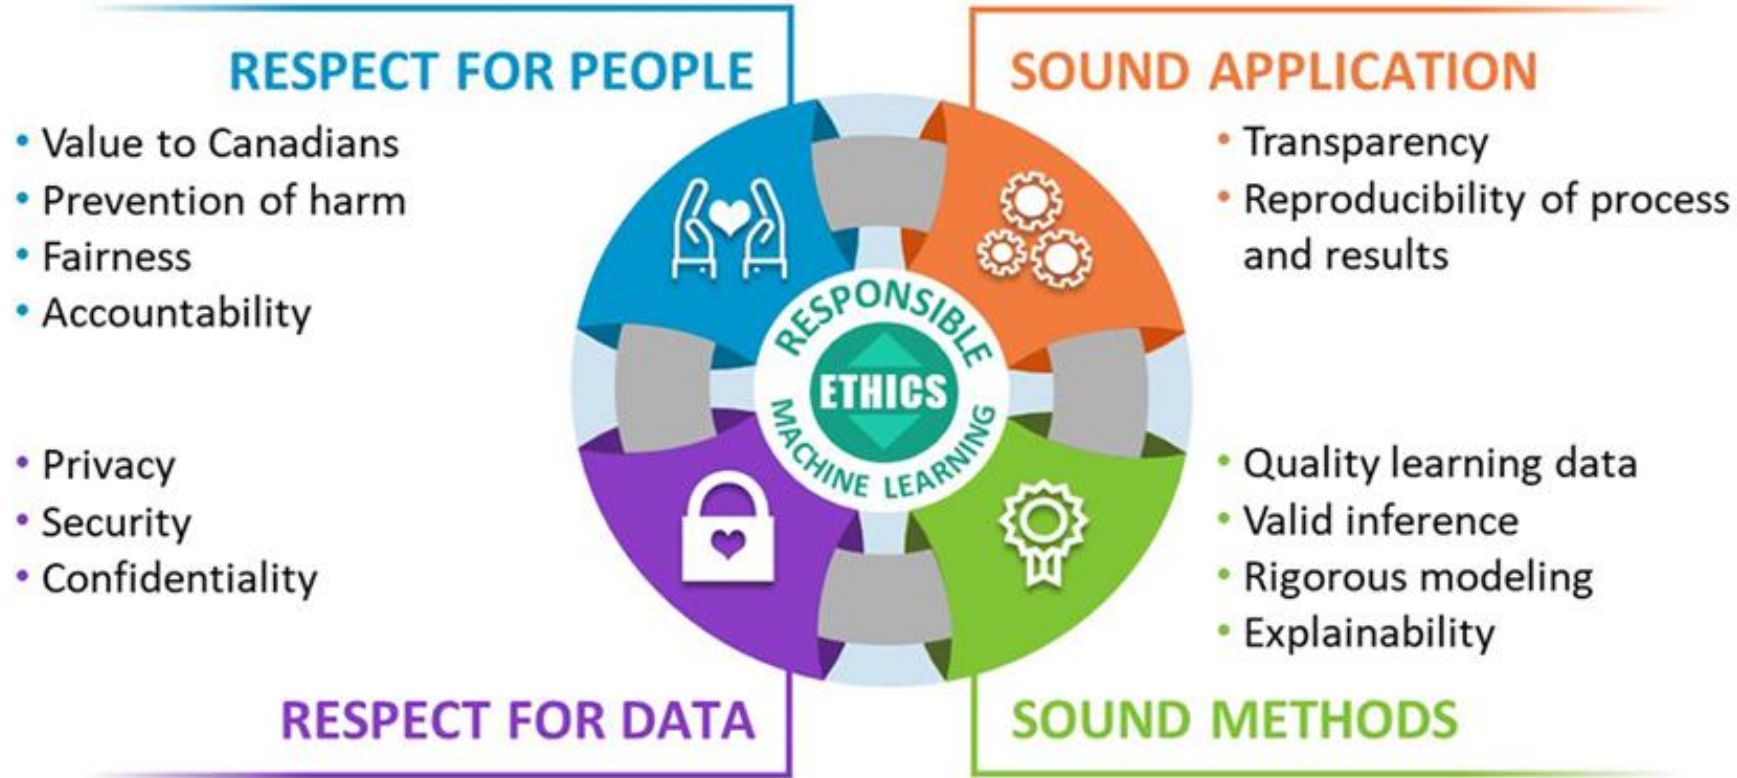 RESPECT FOR PEOPLE
• Value to Canadians
• Prevention of harm
• Fairness
• Accountability
SOUND APPLICATION
• Transparency
• Reproducibility of process
and results
RESPONSIBLE
ETHICS
MACHINE LEARNING
• Privacy
• Security
• Confidentiality
RESPECT FOR DATA
• Quality learning data
• Valid inference
• Rigorous modeling
• Explainability
SOUND METHODS